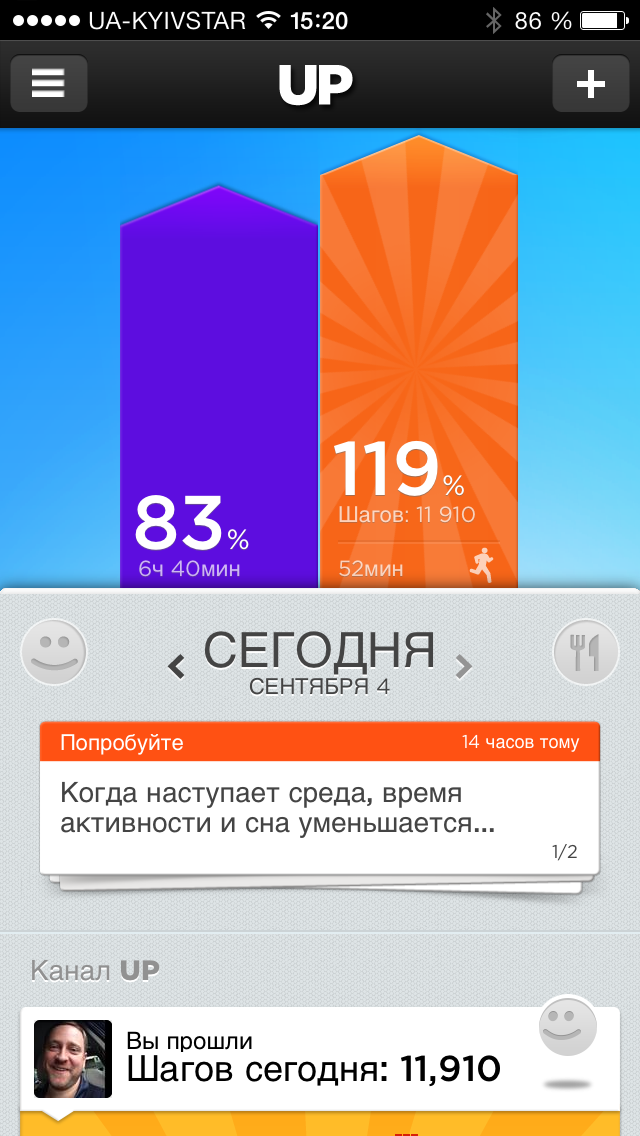 UA-KYIVSTAR 15:20 86 %
UP
119%
Шагов: 11 910
52мин
83%
6ч 40мин
СЕГОДНЯ
СЕНТЯБРЯ 4
Попробуйте 14 часов тому
Когда наступает среда, время
активности и сна уменьшается...
1/2
Канал UP
Вы прошли
Шагов сегодня: 11,910